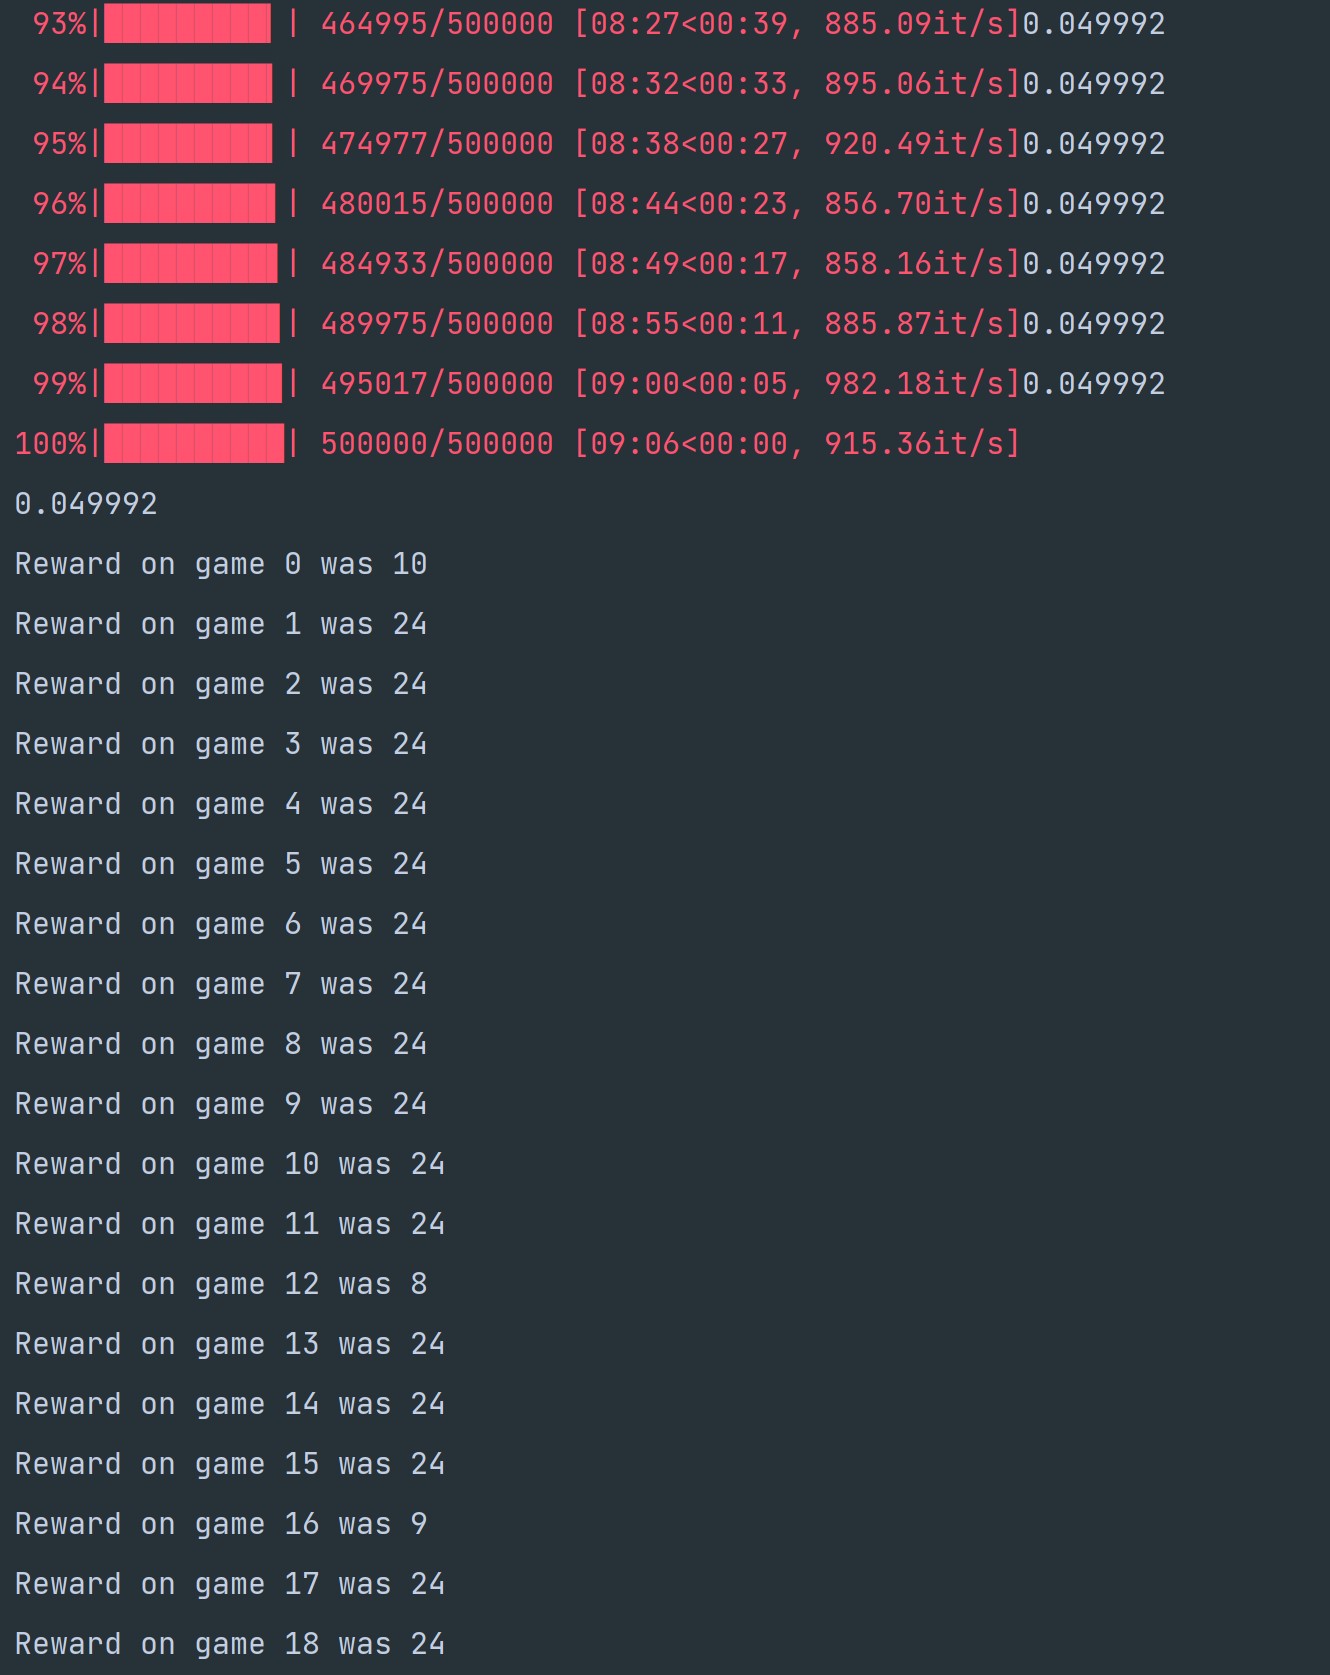 93%|█████████▎| 464995/500000 [08:27<00:39, 885.09it/s]0.049992
94%|█████████▍| 469975/500000 [08:32<00:33, 895.06it/s]0.049992
95%|█████████▍| 474977/500000 [08:38<00:27, 920.49it/s]0.049992
96%|█████████▌| 480015/500000 [08:44<00:23, 856.70it/s]0.049992
97%|█████████▋| 484933/500000 [08:49<00:17, 858.16it/s]0.049992
98%|█████████▊| 489975/500000 [08:55<00:11, 885.87it/s]0.049992
99%|█████████▉| 495017/500000 [09:00<00:05, 982.18it/s]0.049992
100%|██████████| 500000/500000 [09:06<00:00, 915.36it/s]
0.049992
Reward on game 0 was 10
Reward on game 1 was 24
Reward on game 2 was 24
Reward on game 3 was 24
Reward on game 4 was 24
Reward on game 5 was 24
Reward on game 6 was 24
Reward on game 7 was 24
Reward on game 8 was 24
Reward on game 9 was 24
Reward on game 10 was 24
Reward on game 11 was 24
Reward on game 12 was 8
Reward on game 13 was 24
Reward on game 14 was 24
Reward on game 15 was 24
Reward on game 16 was 9
Reward on game 17 was 24
Reward on game 18 was 24